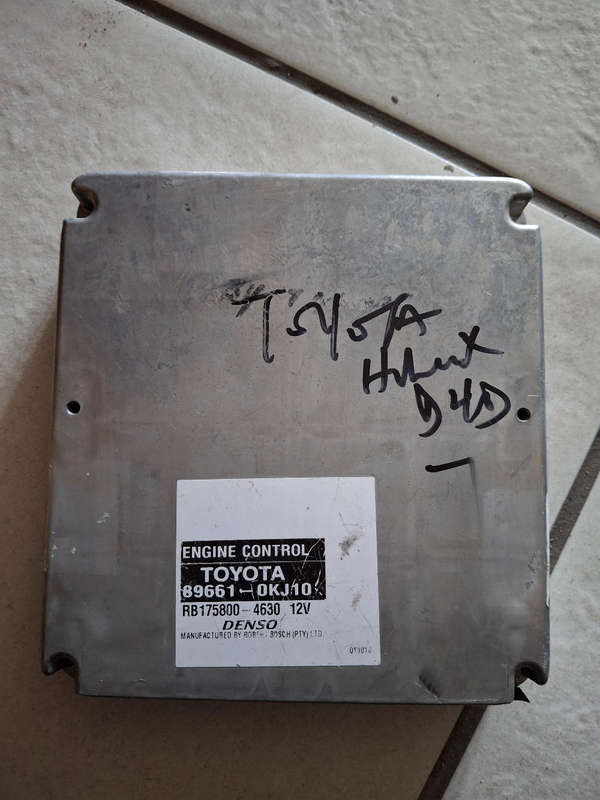 TOYOTA
Hilux
D4D
ENGINE CONTROL
TOYOTA
89661-0KJ10
RB175800-4630 12V
DENSO
MANUFACTURED BY ROBERT BOSCH (PTY) LTD.